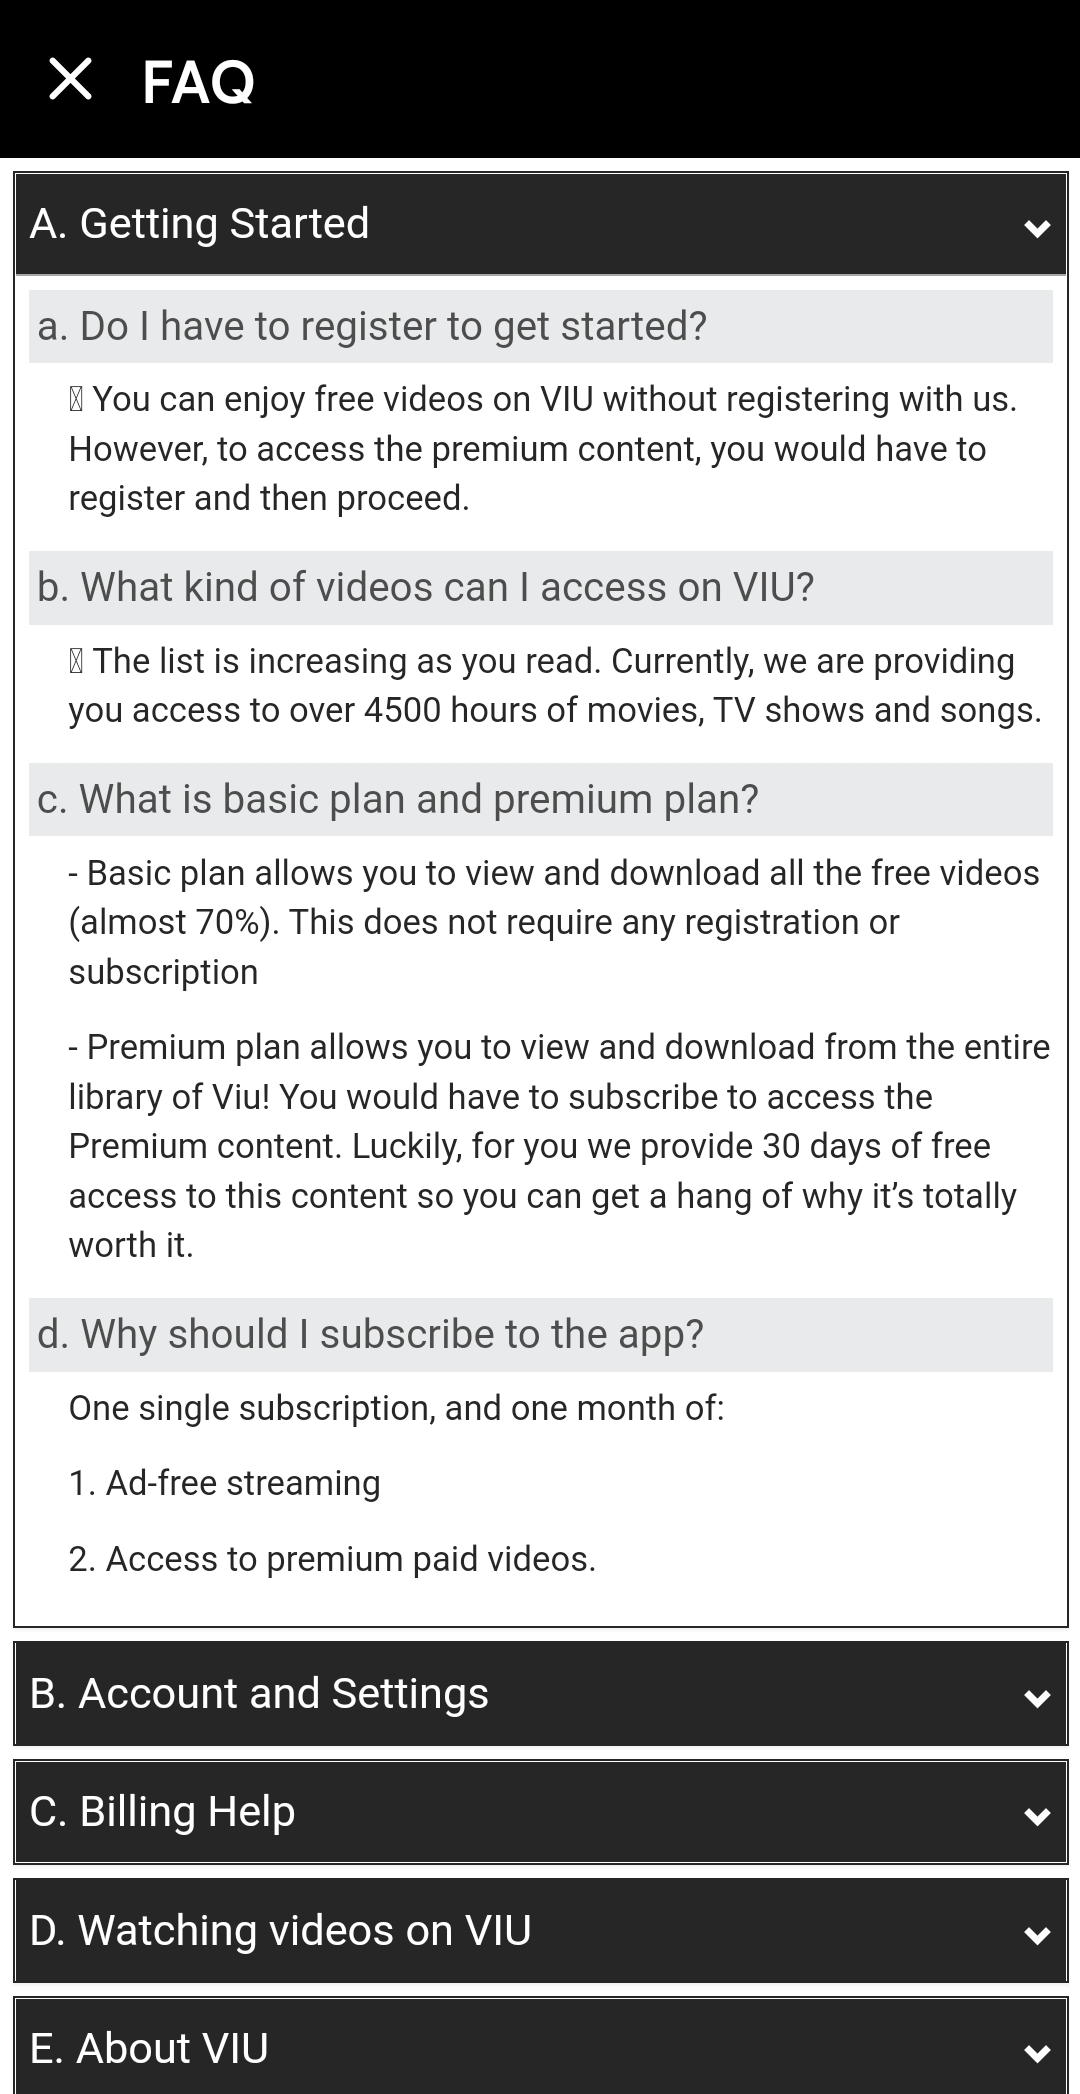 FAQ
A. Getting Started
a. Do I have to register to get started?
You can enjoy free videos on VIU without registering with us.
However, to access the premium content, you would have to
register and then proceed.
b. What kind of videos can I access on VIU?
The list is increasing as you read. Currently, we are providing
you access to over 4500 hours of movies, TV shows and songs.
c. What is basic plan and premium plan?
- Basic plan allows you to view and download all the free videos
(almost 70%). This does not require any registration or
subscription
- Premium plan allows you to view and download from the entire
library of Viu! You would have to subscribe to access the
Premium content. Luckily, for you we provide 30 days of free
access to this content so you can get a hang of why it’s totally
worth it.
d. Why should I subscribe to the app?
One single subscription, and one month of:
1. Ad-free streaming
2. Access to premium paid videos.
B. Account and Settings
C. Billing Help
D. Watching videos on VIU
E. About VIU